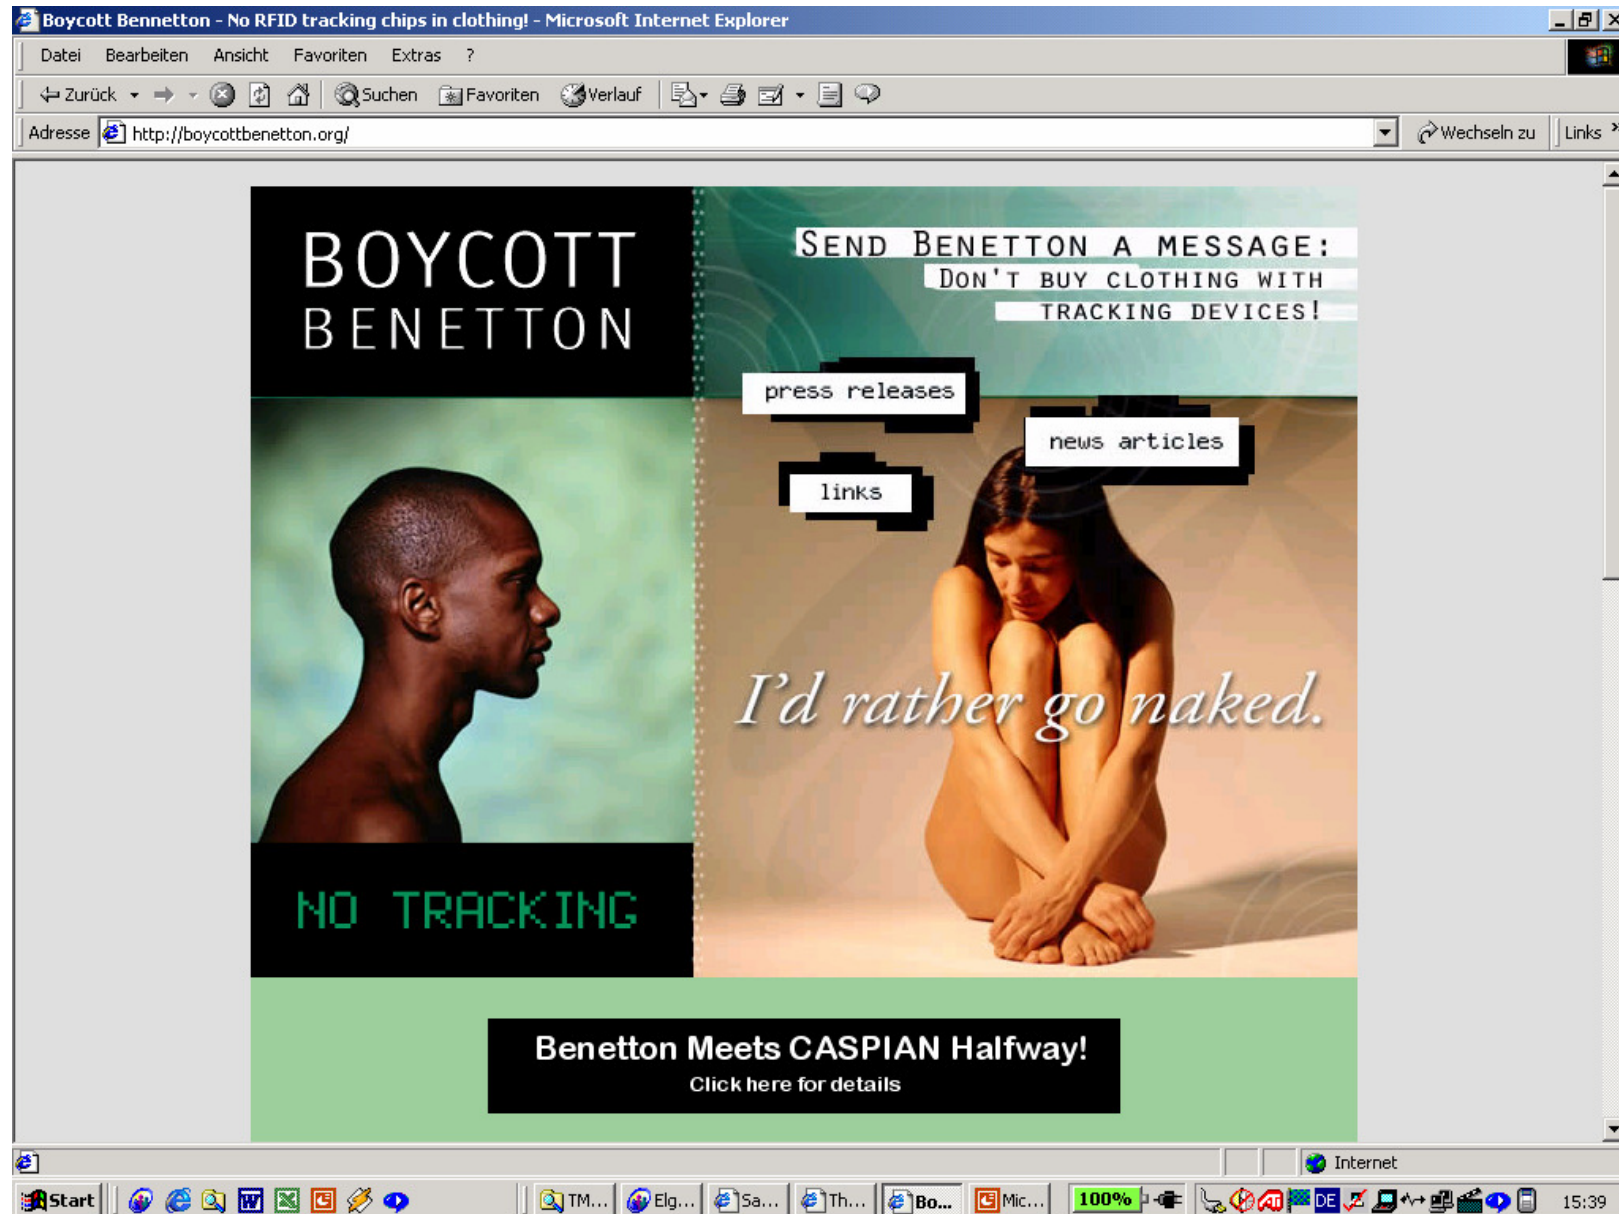 Boycott Bennetton - No RFID tracking chips in clothing! - Microsoft Internet Explorer
Datei Bearbeiten Ansicht Favoriten Extras ?
Zurück Suchen Favoriten Verlauf
Adresse http://boycottbenetton.org/ Wechseln zu Links
BOYCOTT
BENETTON
SEND BENETTON A MESSAGE:
DON'T BUY CLOTHING WITH
TRACKING DEVICES!
press releases
news articles
links
I'd rather go naked.
NO TRACKING
Benetton Meets CASPIAN Halfway!
Click here for details
Internet
Start TM... Elg... Sa... Th... Bo... Mic... 100% DE 15:39